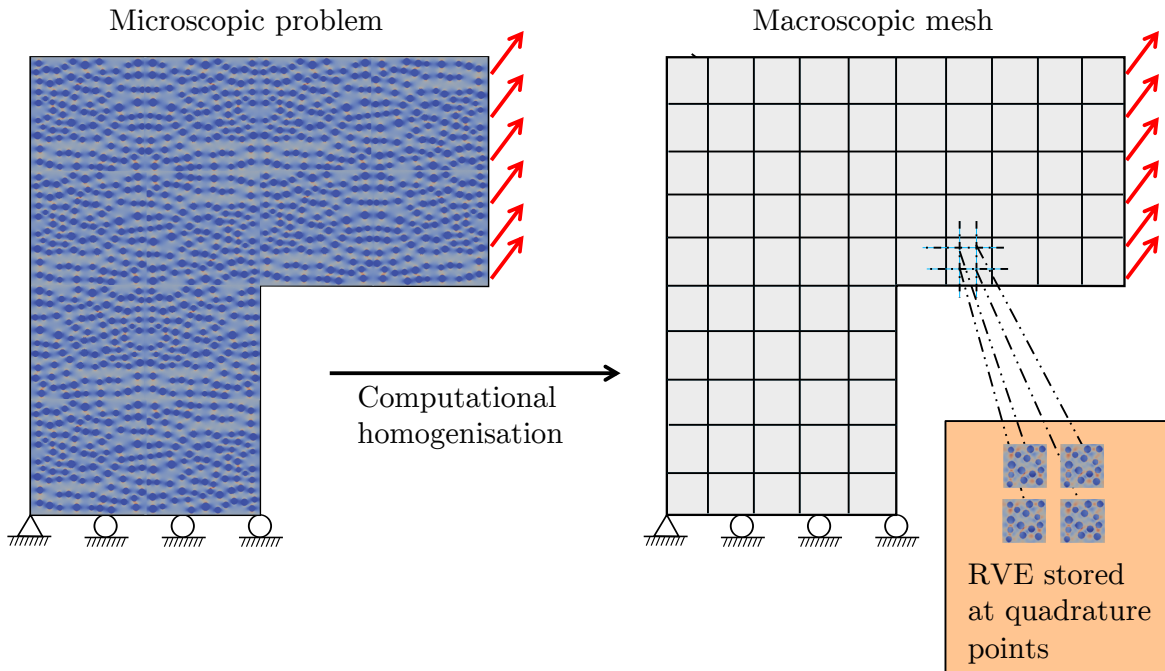 Microscopic problem
Macroscopic mesh
Computational
homogenisation
RVE stored
at quadrature
points